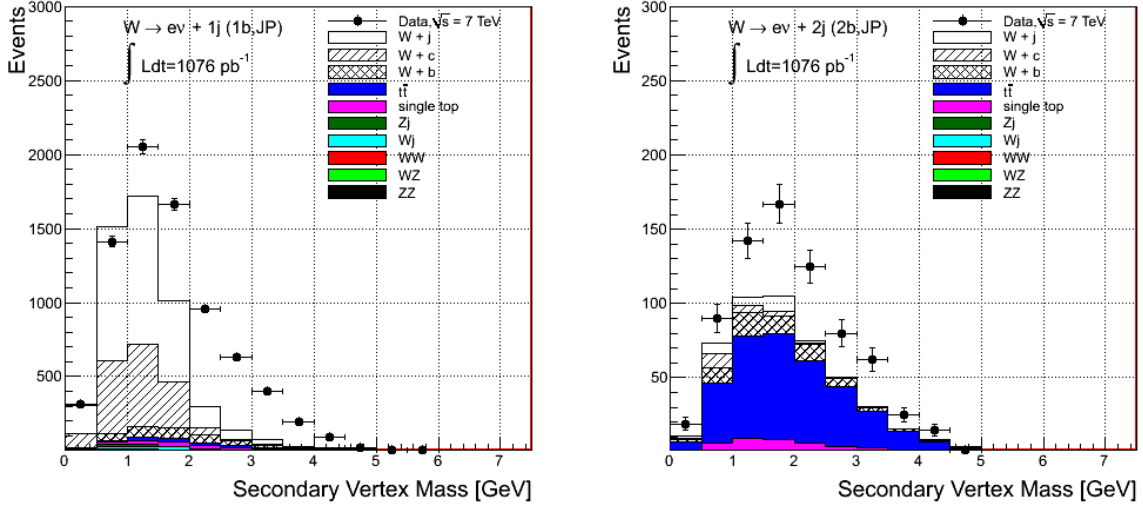 Events
3000
2500
2000
1500
1000
500
0 1 2 3 4 5 6 7
Secondary Vertex Mass [GeV]
W → eν + 1j (1b,JP)
∫ Ldt=1076 pb⁻¹
Data,√s = 7 TeV
W + j
W + c
W + b
tt̄
single top
Zj
Wj
WW
WZ
ZZ
Events
300
250
200
150
100
50
0 1 2 3 4 5 6 7
Secondary Vertex Mass [GeV]
W → eν + 2j (2b,JP)
∫ Ldt=1076 pb⁻¹
Data,√s = 7 TeV
W + j
W + c
W + b
tt̄
single top
Zj
Wj
WW
WZ
ZZ